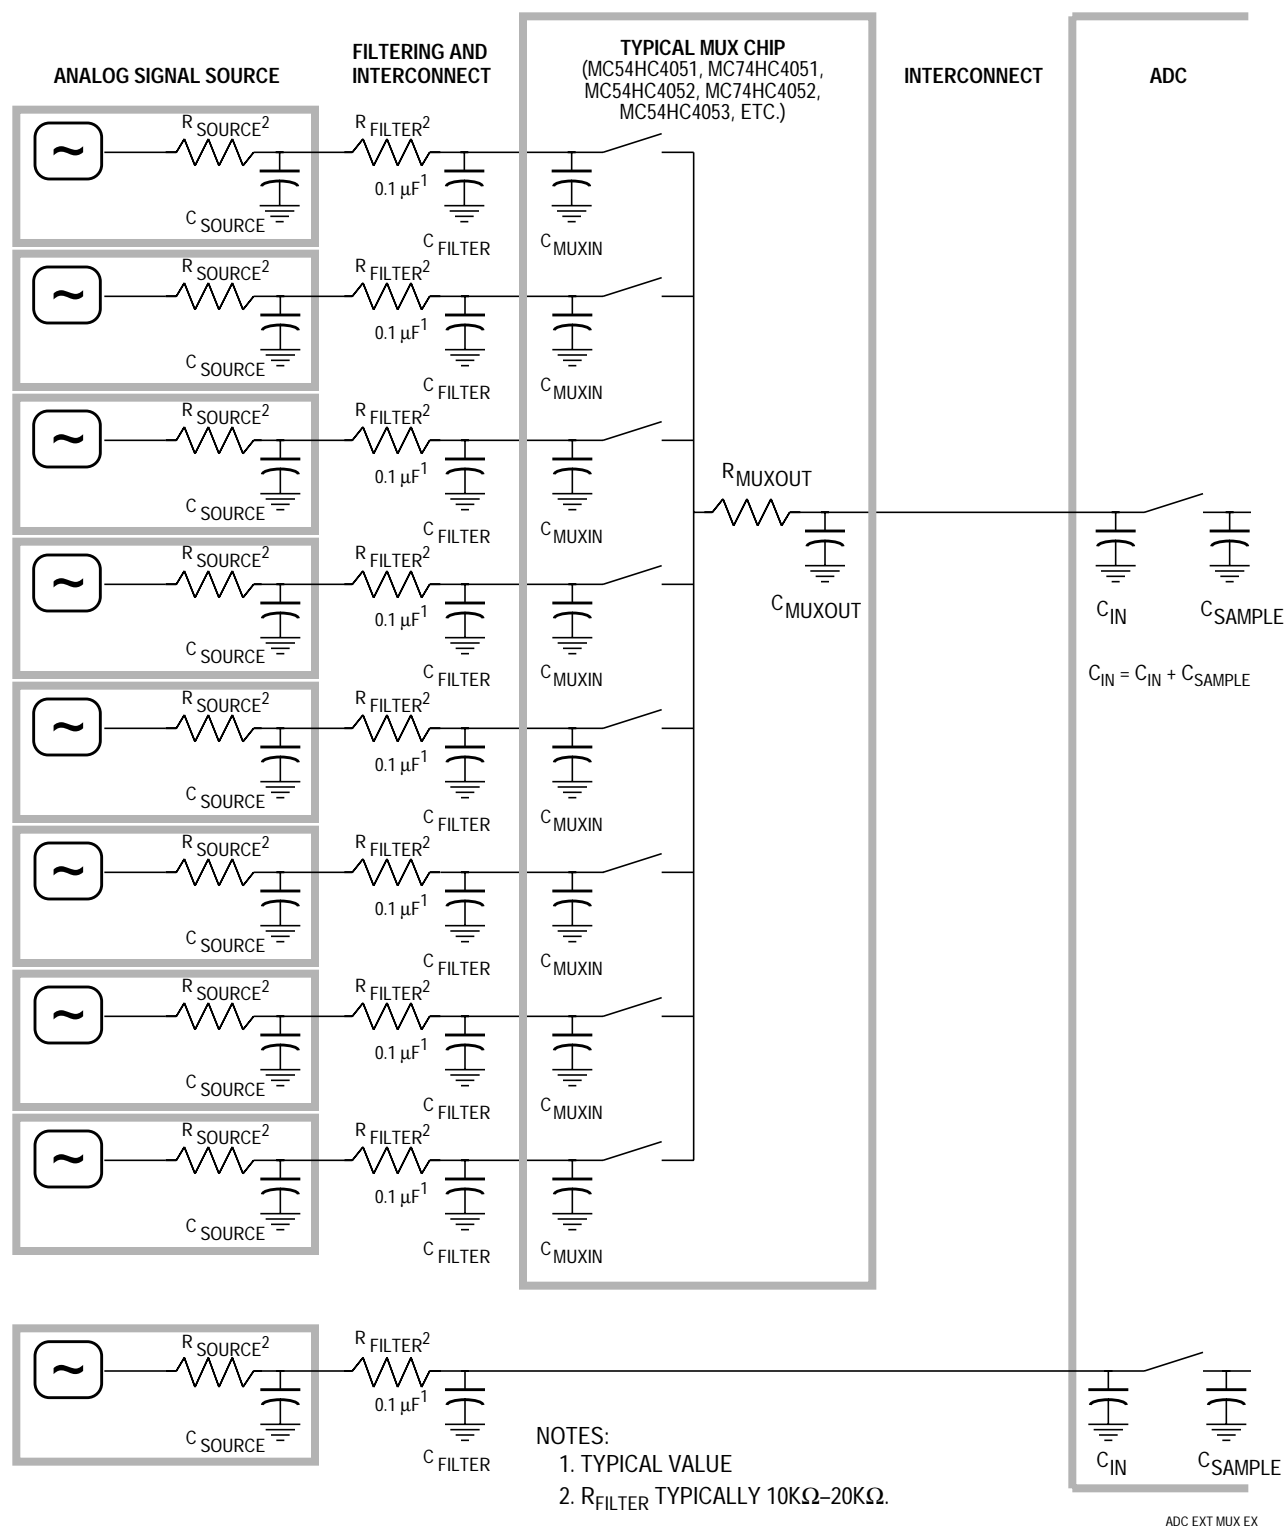 ANALOG SIGNAL SOURCE
FILTERING AND
INTERCONNECT
TYPICAL MUX CHIP
(MC54HC4051, MC74HC4051,
MC54HC4052, MC74HC4052,
MC54HC4053, ETC.)
INTERCONNECT
ADC
~
R SOURCE²
C SOURCE
R FILTER²
0.1 µF¹
C FILTER
C MUXIN
~
R SOURCE²
C SOURCE
R FILTER²
0.1 µF¹
C FILTER
C MUXIN
~
R SOURCE²
C SOURCE
R FILTER²
0.1 µF¹
C FILTER
C MUXIN
~
R SOURCE²
C SOURCE
R FILTER²
0.1 µF¹
C FILTER
C MUXIN
~
R SOURCE²
C SOURCE
R FILTER²
0.1 µF¹
C FILTER
C MUXIN
~
R SOURCE²
C SOURCE
R FILTER²
0.1 µF¹
C FILTER
C MUXIN
~
R SOURCE²
C SOURCE
R FILTER²
0.1 µF¹
C FILTER
C MUXIN
~
R SOURCE²
C SOURCE
R FILTER²
0.1 µF¹
C FILTER
C MUXIN
RMUXOUT
CMUXOUT
CIN
CSAMPLE
CIN = CIN + CSAMPLE
~
R SOURCE²
C SOURCE
R FILTER²
0.1 µF¹
C FILTER
CIN
CSAMPLE
NOTES:
1. TYPICAL VALUE
2. RFILTER TYPICALLY 10KΩ–20KΩ.
ADC EXT MUX EX